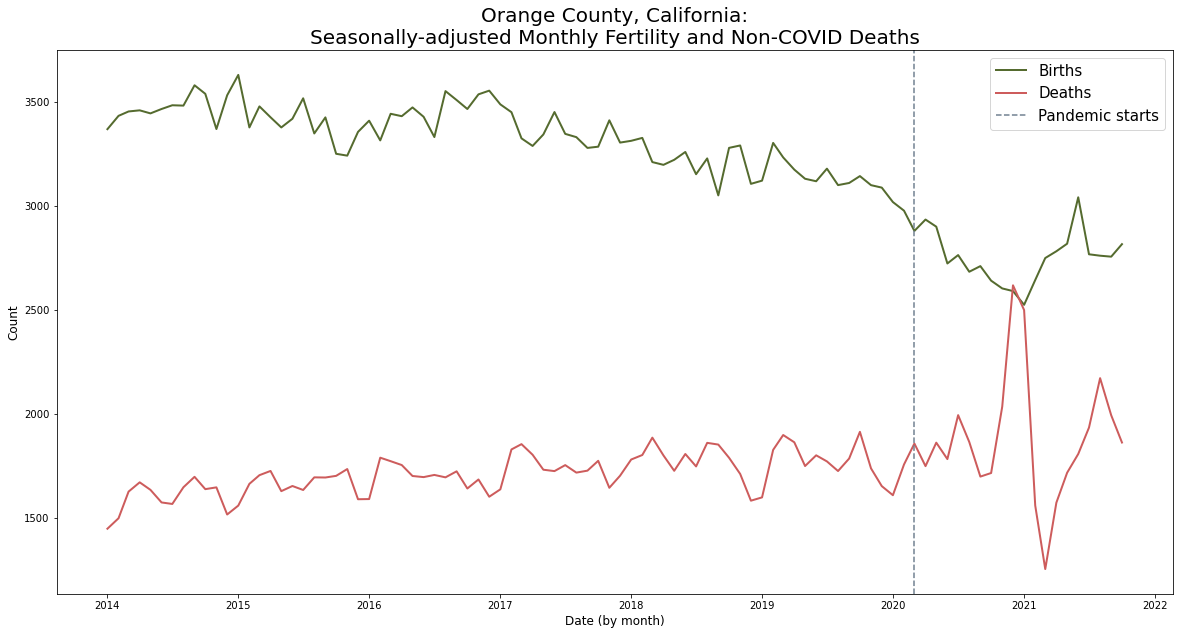 Orange County, California:
Seasonally-adjusted Monthly Fertility and Non-COVID Deaths
Births
Deaths
Pandemic starts
3500
3000
2500
2000
1500
Count
2014 2015 2016 2017 2018 2019 2020 2021 2022
Date (by month)